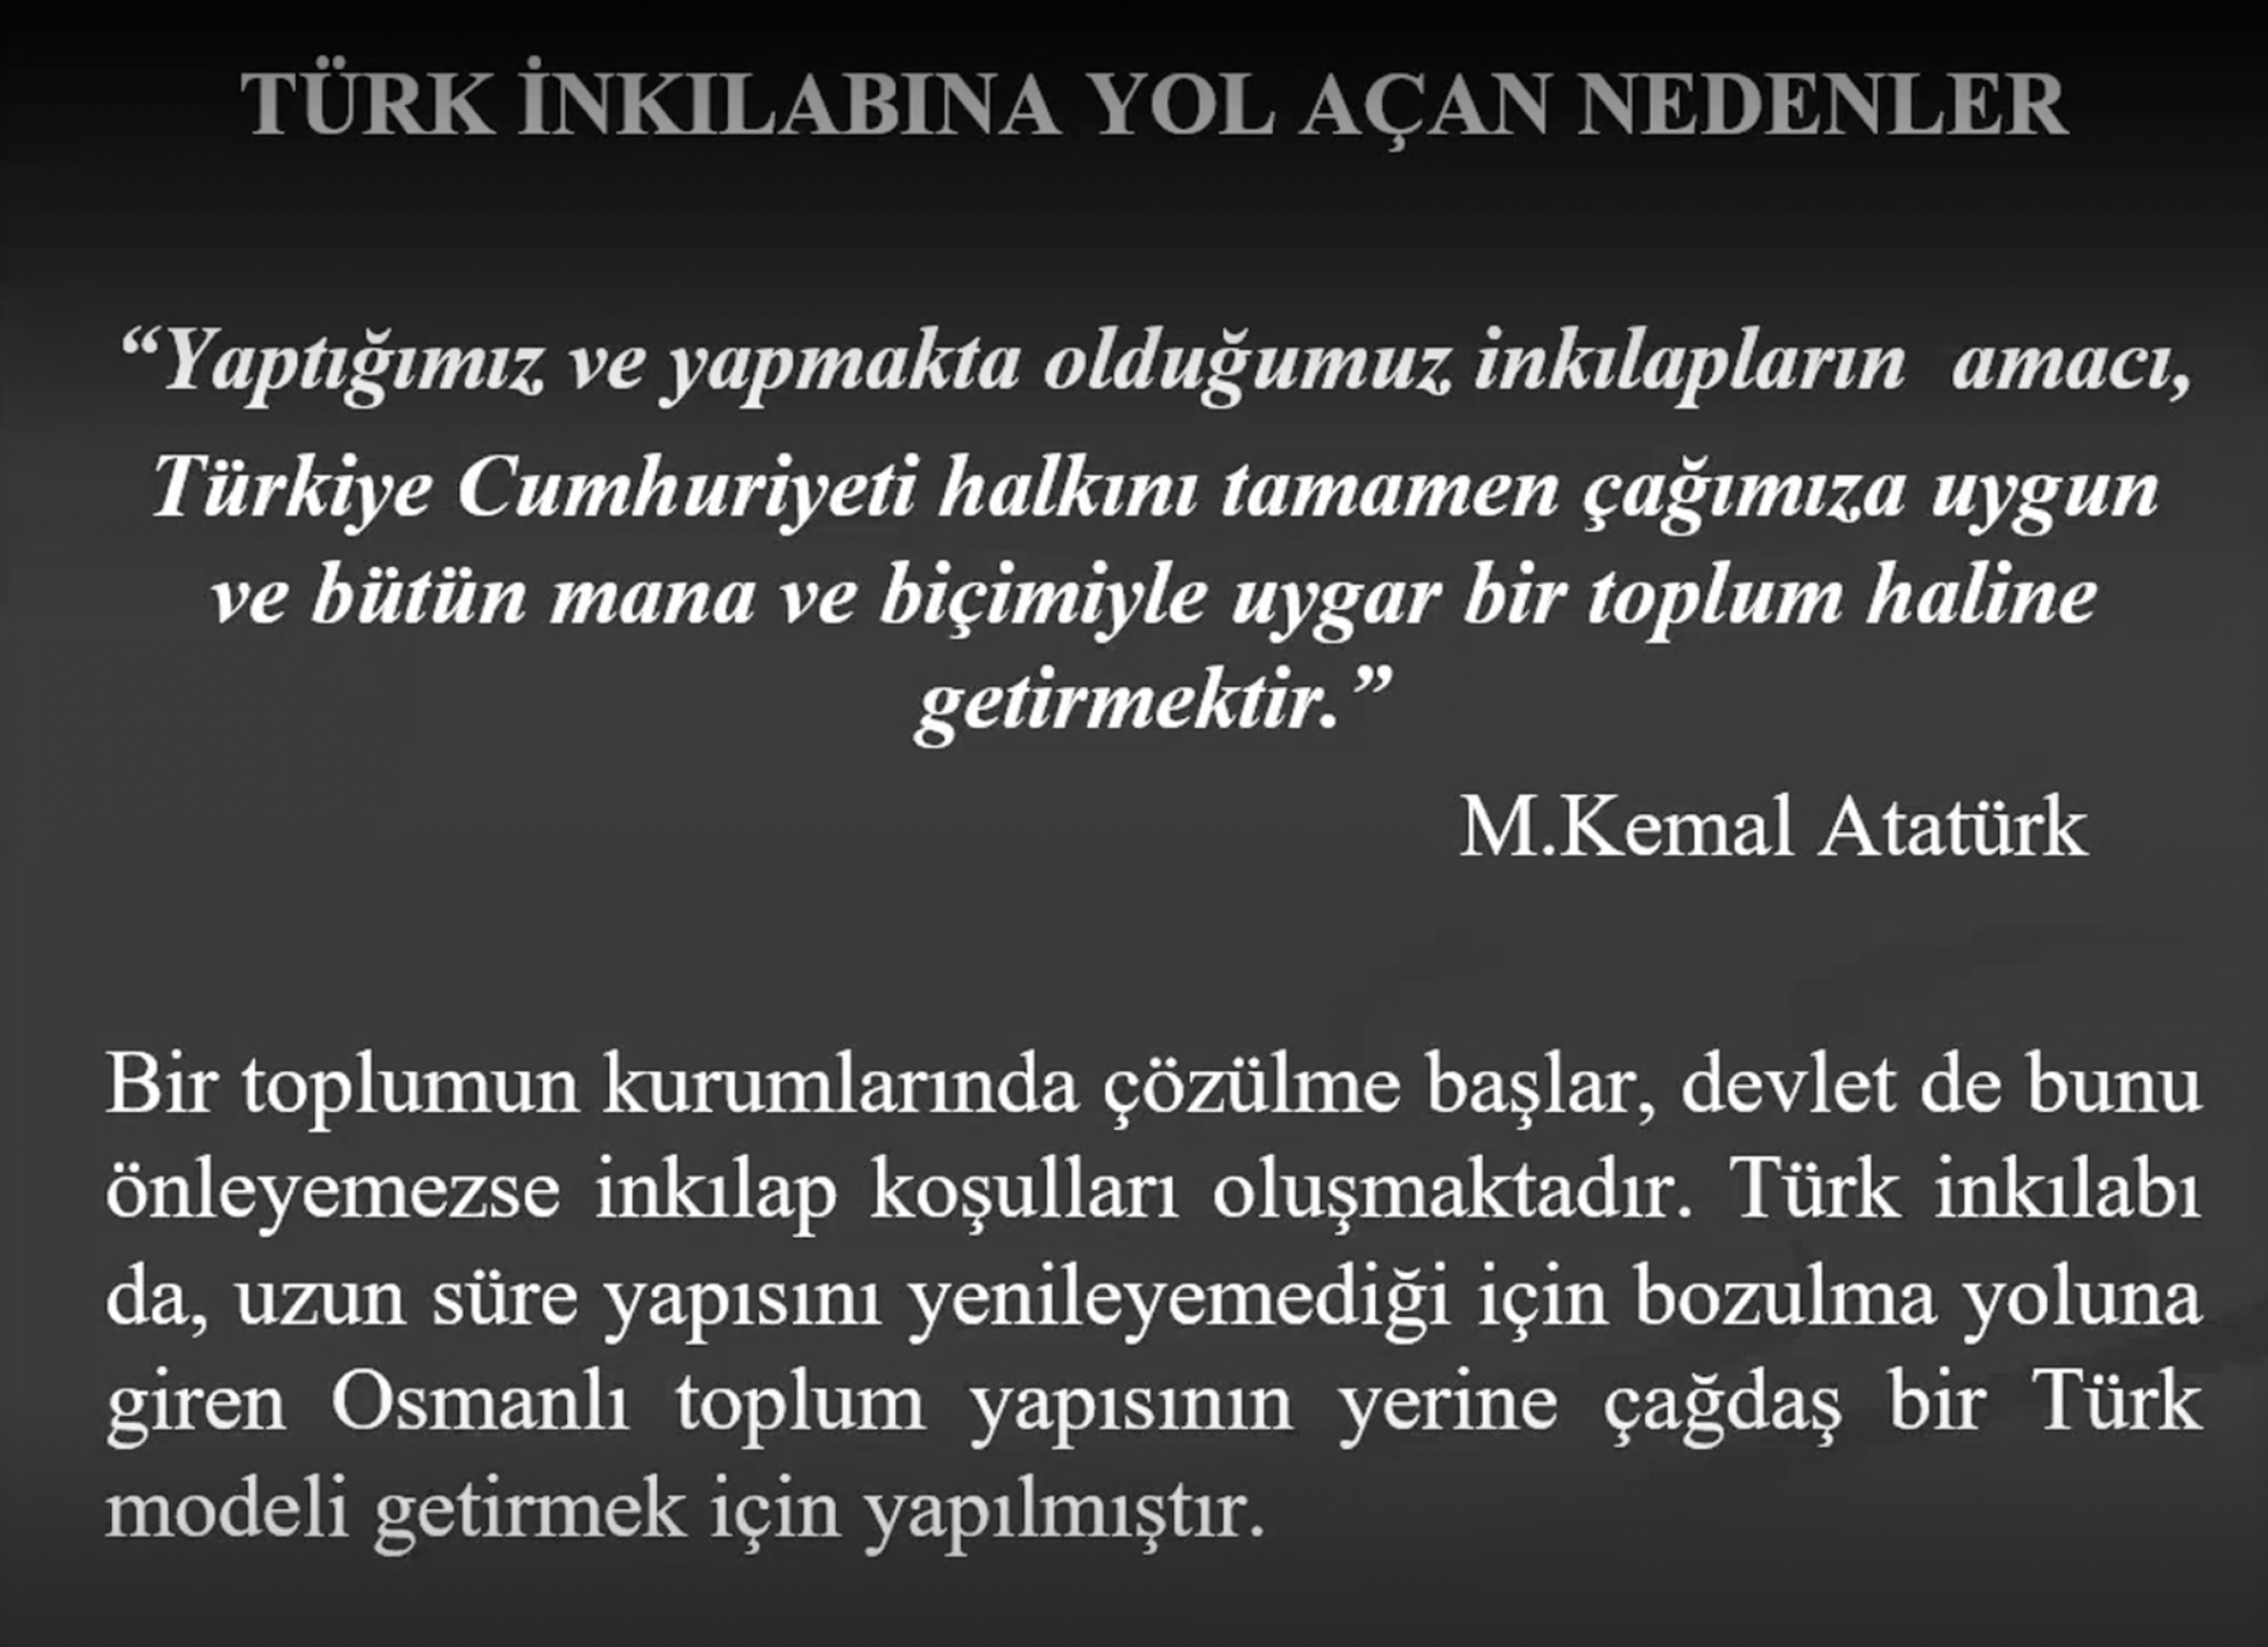 TÜRK İNKILABINA YOL AÇAN NEDENLER
“Yaptığımız ve yapmakta olduğumuz inkılapların amacı,
Türkiye Cumhuriyeti halkını tamamen çağımıza uygun
ve bütün mana ve biçimiyle uygar bir toplum haline
getirmektir.”
M.Kemal Atatürk
Bir toplumun kurumlarında çözülme başlar, devlet de bunu
önleyemezse inkılap koşulları oluşmaktadır. Türk inkılabı
da, uzun süre yapısını yenileyemediği için bozulma yoluna
giren Osmanlı toplum yapısının yerine çağdaş bir Türk
modeli getirmek için yapılmıştır.